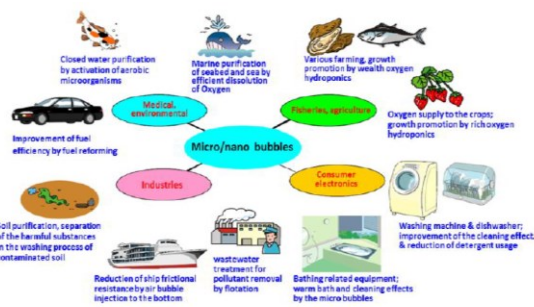 Closed water purification
by activation of aerobic
microorganisms
Marine purification
of seabed and sea by
efficient dissolution
of Oxygen
Various farming, growth
promotion by wealth oxygen
hydroponics
Medical,
environmental
Fisheries, agriculture
Oxygen supply to the crops;
growth promotion by rich oxygen
hydroponics
Improvement of fuel
efficiency by fuel reforming
Micro/nano bubbles
Industries
Consumer
electronics
Soil purification, separation
of the harmful substances
in the washing process of
contaminated soil
Washing machine & dishwasher;
improvement of the cleaning effect,
& reduction of detergent usage
Reduction of ship frictional
resistance by air bubble
injection to the bottom
wastewater
treatment for
pollutant removal
by flotation
Bathing related equipment;
warm bath and cleaning effects
by the micro bubbles